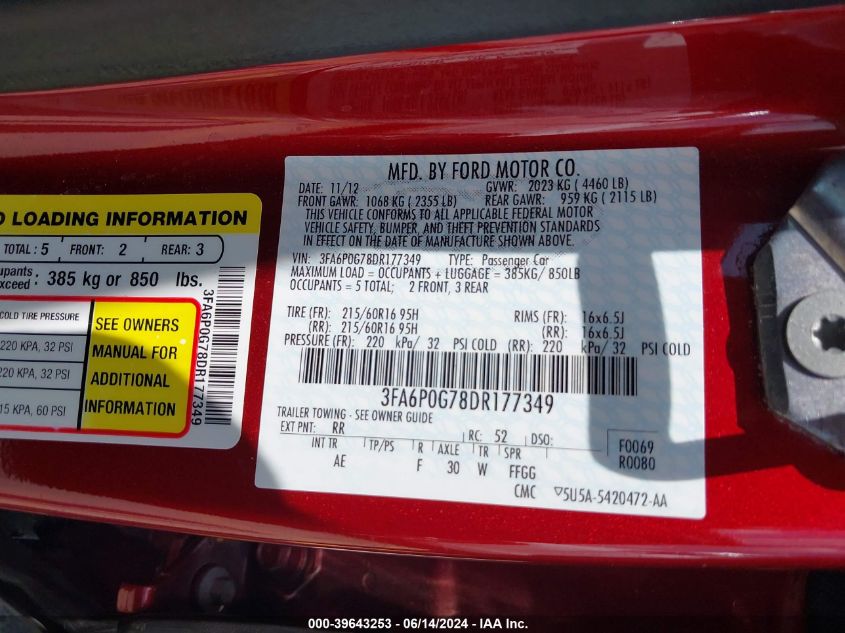 MFD. BY FORD MOTOR CO.
DATE: 11/12 GVWR: 2023 KG ( 4460 LB)
FRONT GAWR: 1068 KG ( 2355 LB) REAR GAWR: 959 KG ( 2115 LB)
THIS VEHICLE CONFORMS TO ALL APPLICABLE FEDERAL MOTOR
VEHICLE SAFETY, BUMPER, AND THEFT PREVENTION STANDARDS
IN EFFECT ON THE DATE OF MANUFACTURE SHOWN ABOVE.
VIN: 3FA6P0G78DR177349 TYPE: Passenger Car
MAXIMUM LOAD = OCCUPANTS + LUGGAGE = 385KG/ 850LB
OCCUPANTS = 5 TOTAL; 2 FRONT, 3 REAR
TIRE (FR): 215/60R16 95H RIMS (FR): 16x6.5J
(RR): 215/60R16 95H (RR): 16x6.5J
PRESSURE (FR): 220 kPa/ 32 PSI COLD (RR): 220 kPa/ 32 PSI COLD
3FA6P0G78DR177349
TRAILER TOWING - SEE OWNER GUIDE
EXT PNT: RR RC: 52 DSO: F0069
R0080
INT TR TP/PS R AXLE TR SPR
AE F 30 W FFGG
CMC ▽5U5A-5420472-AA
D LOADING INFORMATION
TOTAL : 5 FRONT: 2 REAR: 3
upants
exceed : 385 kg or 850 lbs.
COLD TIRE PRESSURE
220 KPA, 32 PSI
220 KPA, 32 PSI
15 KPA, 60 PSI
SEE OWNERS
MANUAL FOR
ADDITIONAL
INFORMATION
3FA6P0G78DR177349
000-39643253 - 06/14/2024 - IAA Inc.